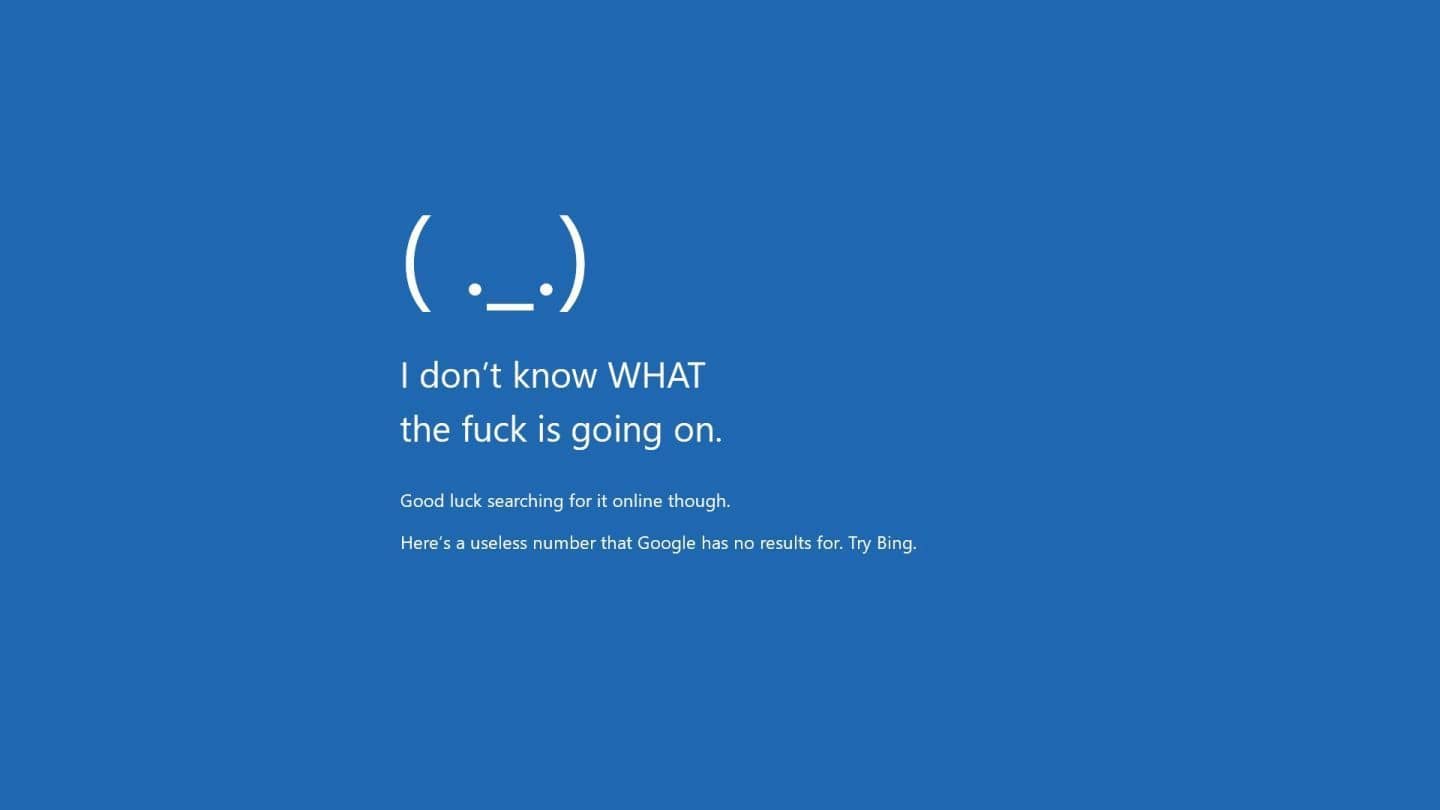 ( ._.)
I don’t know WHAT
the fuck is going on.
Good luck searching for it online though.
Here’s a useless number that Google has no results for. Try Bing.